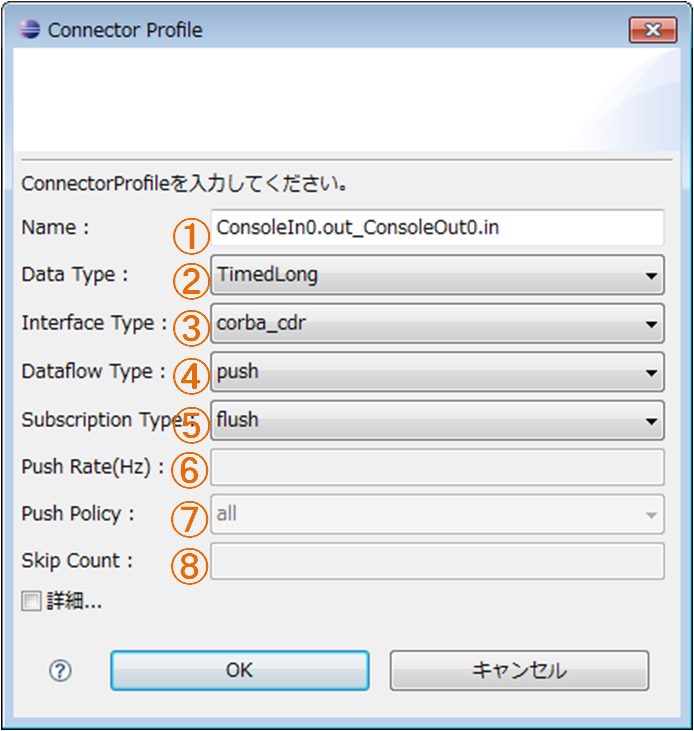 Connector Profile
ConnectorProfileを入力してください。
Name : ① ConsoleIn0.out_ConsoleOut0.in
Data Type : ② TimedLong
Interface Type : ③ corba_cdr
Dataflow Type : ④ push
Subscription Type : ⑤ flush
Push Rate(Hz) : ⑥
Push Policy : ⑦ all
Skip Count : ⑧
詳細...
? OK キャンセル